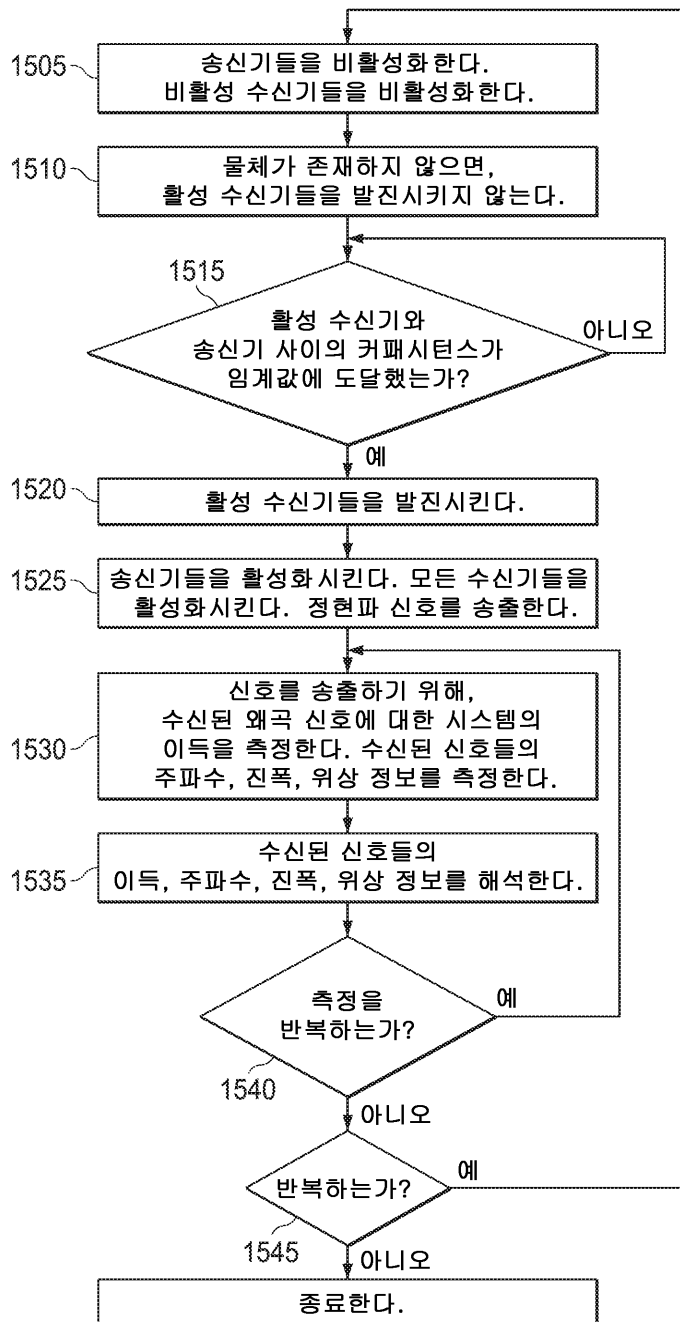 1505
송신기들을 비활성화한다.
비활성 수신기들을 비활성화한다.
1510
물체가 존재하지 않으면,
활성 수신기들을 발진시키지 않는다.
1515
활성 수신기와
송신기 사이의 커패시턴스가
임계값에 도달했는가?
아니오
예
1520
활성 수신기들을 발진시킨다.
1525
송신기들을 활성화시킨다. 모든 수신기들을
활성화시킨다. 정현파 신호를 송출한다.
1530
신호를 송출하기 위해,
수신된 왜곡 신호에 대한 시스템의
이득을 측정한다. 수신된 신호들의
주파수, 진폭, 위상 정보를 측정한다.
1535
수신된 신호들의
이득, 주파수, 진폭, 위상 정보를 해석한다.
측정을
반복하는가?
예
1540
아니오
반복하는가?
예
1545
아니오
종료한다.